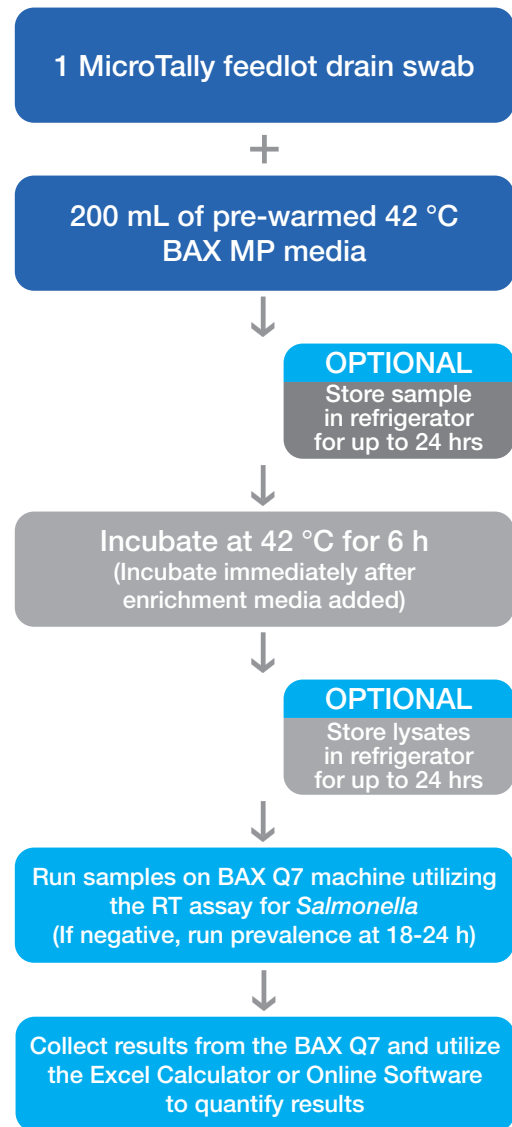 1 MicroTally feedlot drain swab
+
200 mL of pre-warmed 42 °C
BAX MP media
OPTIONAL
Store sample
in refrigerator
for up to 24 hrs
Incubate at 42 °C for 6 h
(Incubate immediately after
enrichment media added)
OPTIONAL
Store lysates
in refrigerator
for up to 24 hrs
Run samples on BAX Q7 machine utilizing
the RT assay for Salmonella
(If negative, run prevalence at 18-24 h)
Collect results from the BAX Q7 and utilize
the Excel Calculator or Online Software
to quantify results